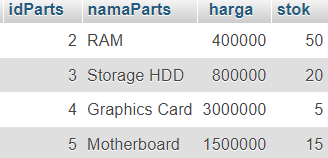 idParts namaParts harga stok
2 RAM 400000 50
3 Storage HDD 800000 20
4 Graphics Card 3000000 5
5 Motherboard 1500000 15